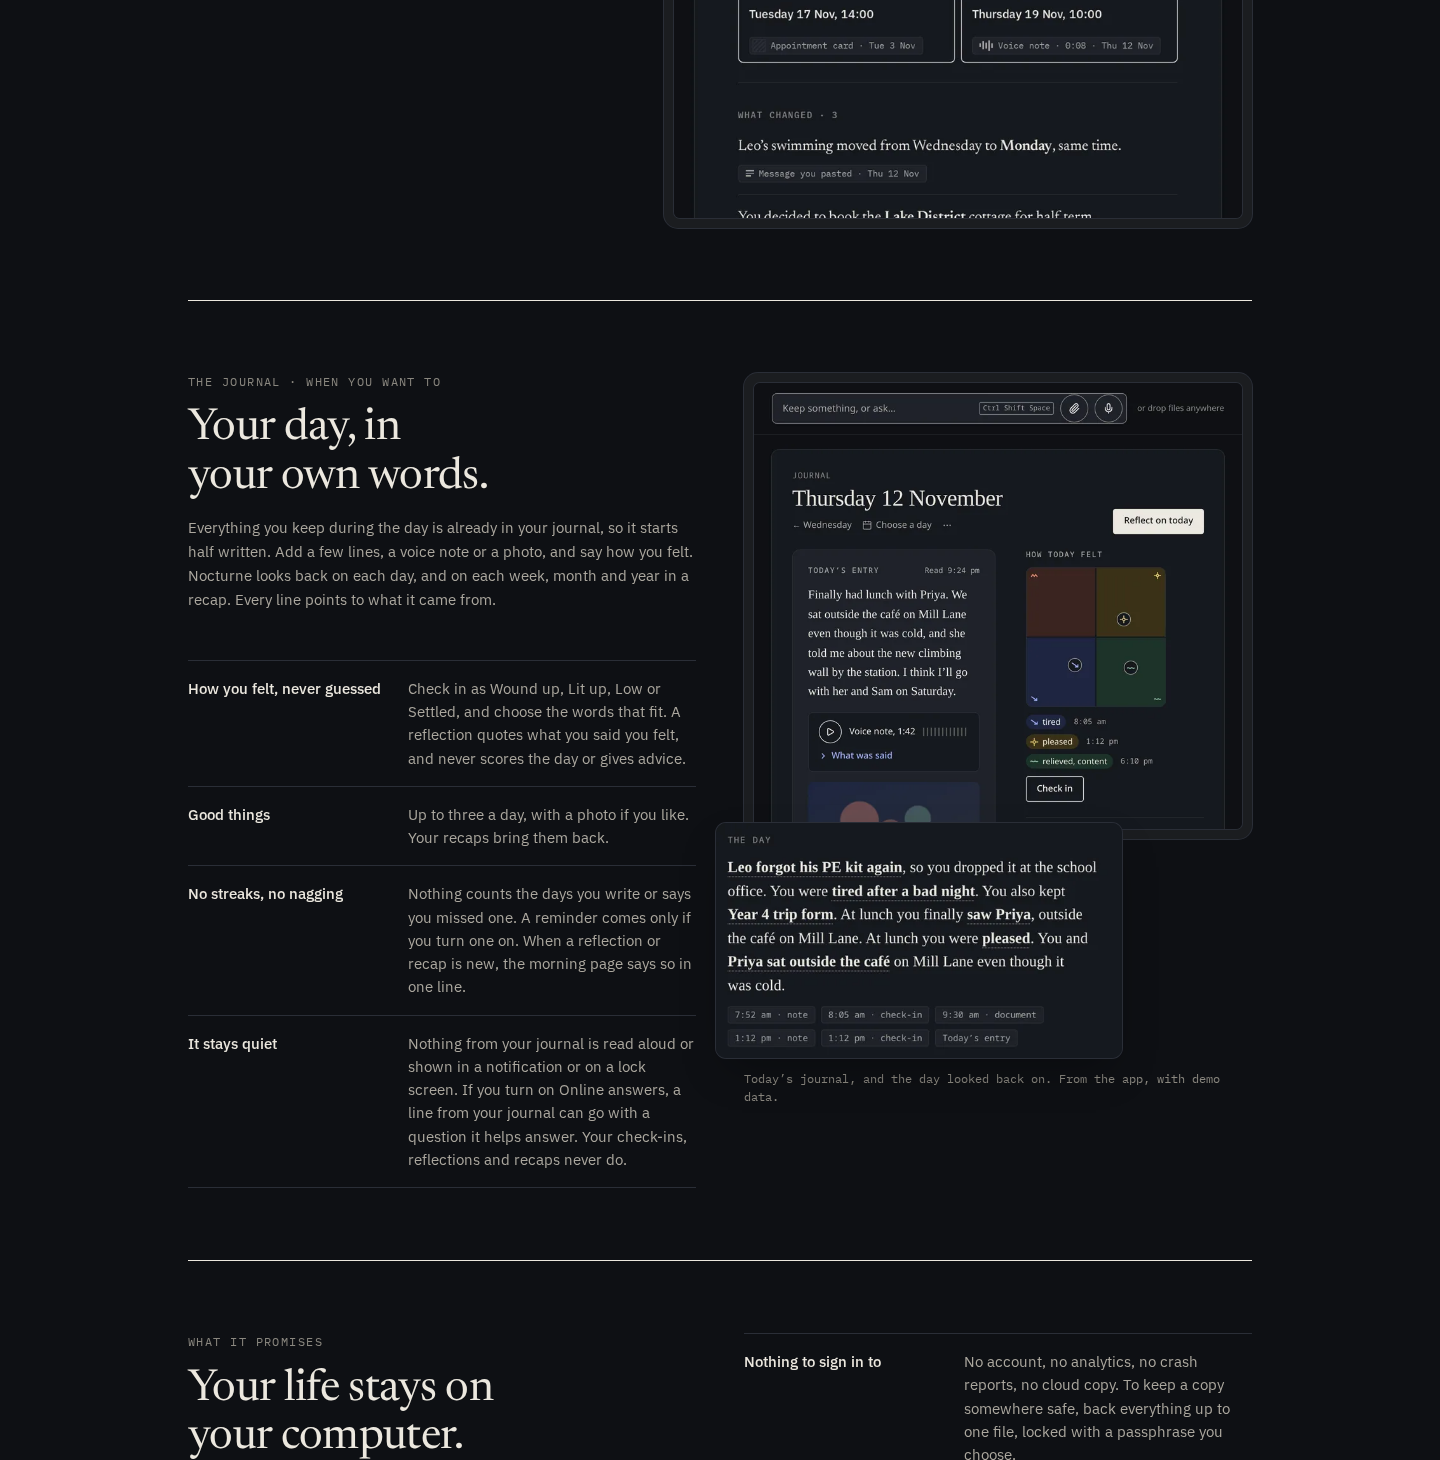 Tuesday 17 Nov, 14:00
Appointment card · Tue 3 Nov
Thursday 19 Nov, 10:00
Voice note · 0:08 · Thu 12 Nov
WHAT CHANGED · 3
Leo’s swimming moved from Wednesday to Monday, same time.
Message you pasted · Thu 12 Nov
You decided to book the Lake District cottage for half term
THE JOURNAL · WHEN YOU WANT TO
Your day, in
your own words.
Everything you keep during the day is already in your journal, so it starts
half written. Add a few lines, a voice note or a photo, and say how you felt.
Nocturne looks back on each day, and on each week, month and year in a
recap. Every line points to what it came from.
How you felt, never guessed
Check in as Wound up, Lit up, Low or
Settled, and choose the words that fit. A
reflection quotes what you said you felt,
and never scores the day or gives advice.
Good things
Up to three a day, with a photo if you like.
Your recaps bring them back.
No streaks, no nagging
Nothing counts the days you write or says
you missed one. A reminder comes only if
you turn one on. When a reflection or
recap is new, the morning page says so in
one line.
It stays quiet
Nothing from your journal is read aloud or
shown in a notification or on a lock
screen. If you turn on Online answers, a
line from your journal can go with a
question it helps answer. Your check-ins,
reflections and recaps never do.
Keep something, or ask...
Ctrl Shift Space
or drop files anywhere
JOURNAL
Thursday 12 November
← Wednesday
Choose a day
···
Reflect on today
TODAY’S ENTRY
Read 9:24 pm
Finally had lunch with Priya. We
sat outside the café on Mill Lane
even though it was cold, and she
told me about the new climbing
wall by the station. I think I’ll go
with her and Sam on Saturday.
Voice note, 1:42
What was said
HOW TODAY FELT
tired 8:05 am
pleased 1:12 pm
relieved, content 6:10 pm
Check in
THE DAY
Leo forgot his PE kit again, so you dropped it at the school
office. You were tired after a bad night. You also kept
Year 4 trip form. At lunch you finally saw Priya, outside
the café on Mill Lane. At lunch you were pleased. You and
Priya sat outside the café on Mill Lane even though it
was cold.
7:52 am · note
8:05 am · check-in
9:30 am · document
1:12 pm · note
1:12 pm · check-in
Today’s entry
Today’s journal, and the day looked back on. From the app, with demo
data.
WHAT IT PROMISES
Your life stays on
your computer.
Nothing to sign in to
No account, no analytics, no crash
reports, no cloud copy. To keep a copy
somewhere safe, back everything up to
one file, locked with a passphrase you
choose.